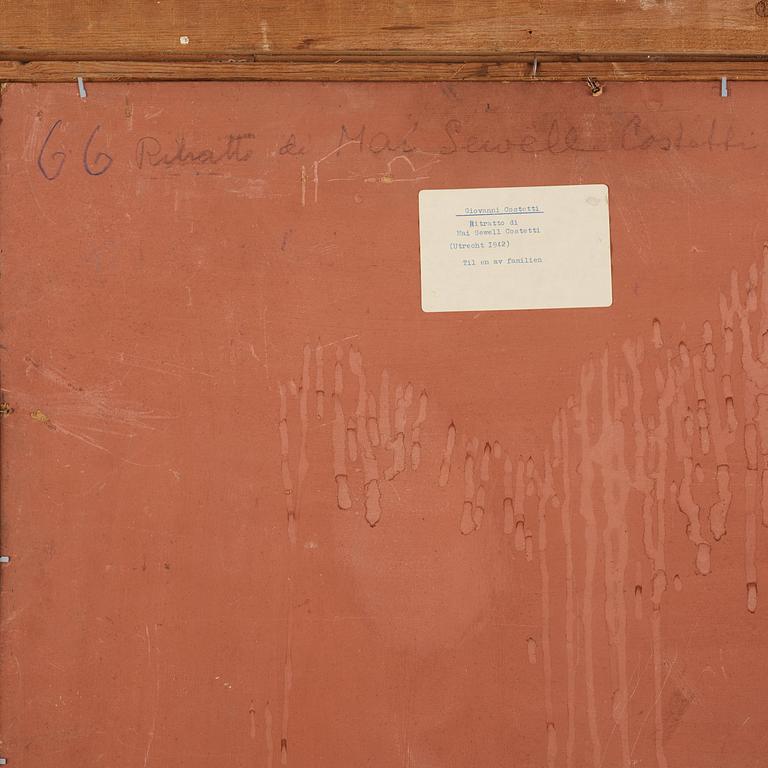 66 Ritratto di Mai Sewell Costetti
Giovanni Costetti
Ritratto di
Mai Sewell Costetti
(Utrecht 1942)
Til en av familien